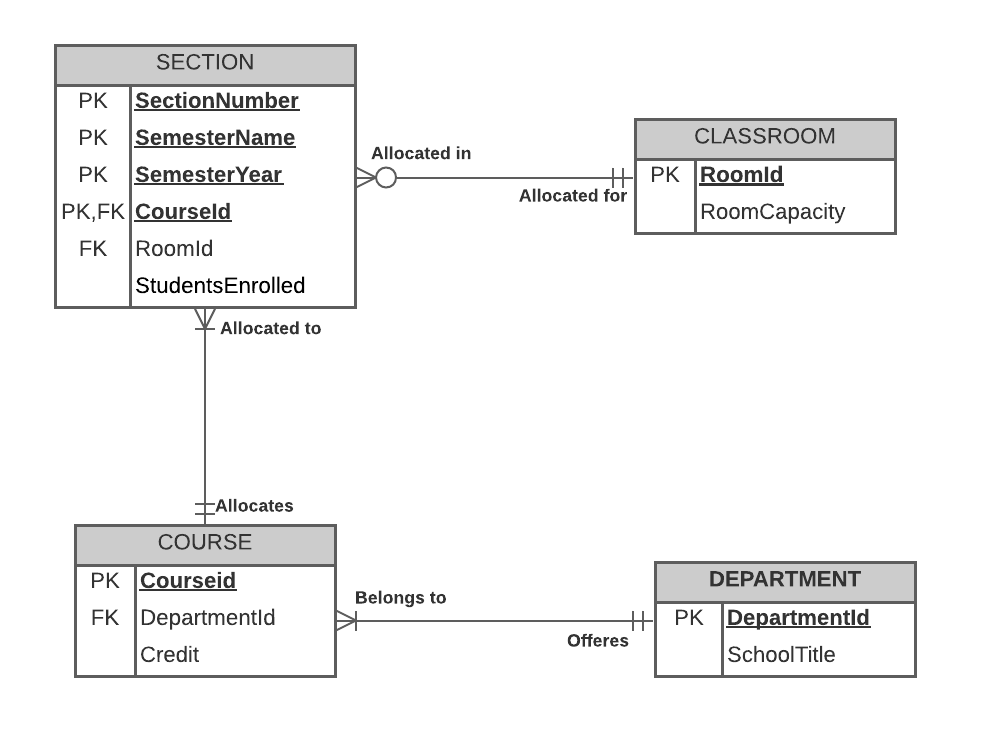 SECTION
PK SectionNumber
PK SemesterName
PK SemesterYear
PK,FK CourseId
FK RoomId
StudentsEnrolled
Allocated in
Allocated for
CLASSROOM
PK RoomId
RoomCapacity
Allocated to
Allocates
COURSE
PK Courseid
FK DepartmentId
Credit
Belongs to
Offeres
DEPARTMENT
PK DepartmentId
SchoolTitle